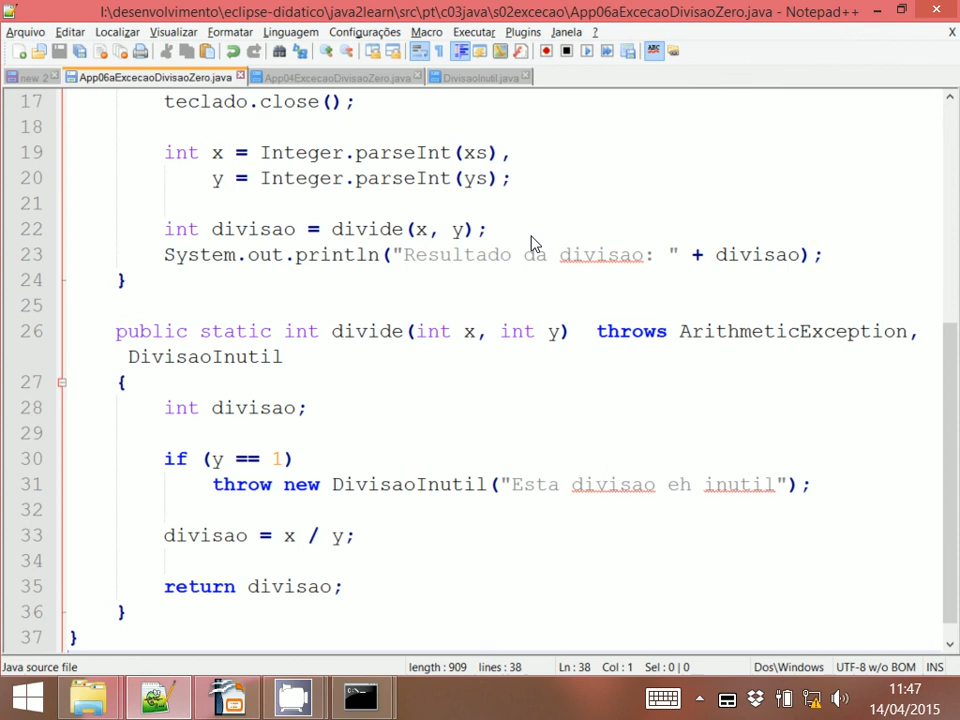 I:\desenvolvimento\eclipse-didatico\java2learn\src\pt\c03java\s02excecao\App06aExcecaoDivisaoZero.java - Notepad++
Arquivo Editar Localizar Visualizar Formatar Linguagem Configurações Macro Executar Plugins Janela ? X
new 2 App06aExcecaoDivisaoZero.java App04ExcecaoDivisaoZero.java DivisaoInutil.java
17 teclado.close();
18
19 int x = Integer.parseInt(xs),
20 y = Integer.parseInt(ys);
21
22 int divisao = divide(x, y);
23 System.out.println("Resultado da divisao: " + divisao);
24 }
25
26 public static int divide(int x, int y)  throws ArithmeticException,
DivisaoInutil
27 {
28 int divisao;
29
30 if (y == 1)
31 throw new DivisaoInutil("Esta divisao eh inutil");
32
33 divisao = x / y;
34
35 return divisao;
36 }
37 }
Java source file length : 909 lines : 38 Ln : 38 Col : 1 Sel : 0 | 0 Dos\Windows UTF-8 w/o BOM INS
11:47
14/04/2015